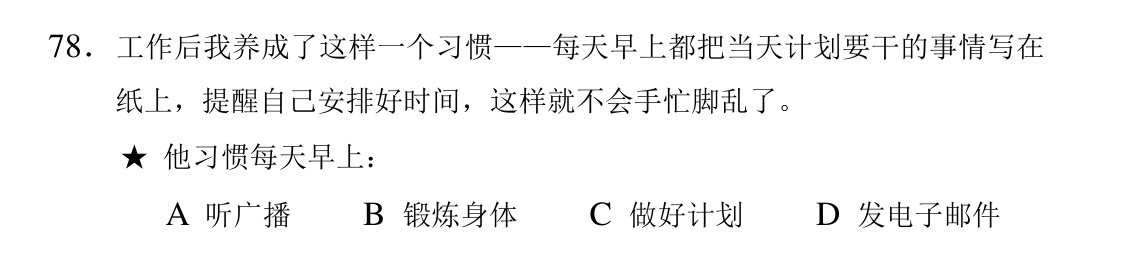 78. 工作后我养成了这样一个习惯——每天早上都把当天计划要干的事情写在
纸上，提醒自己安排好时间，这样就不会手忙脚乱了。
★ 他习惯每天早上：
A 听广播 B 锻炼身体 C 做好计划 D 发电子邮件